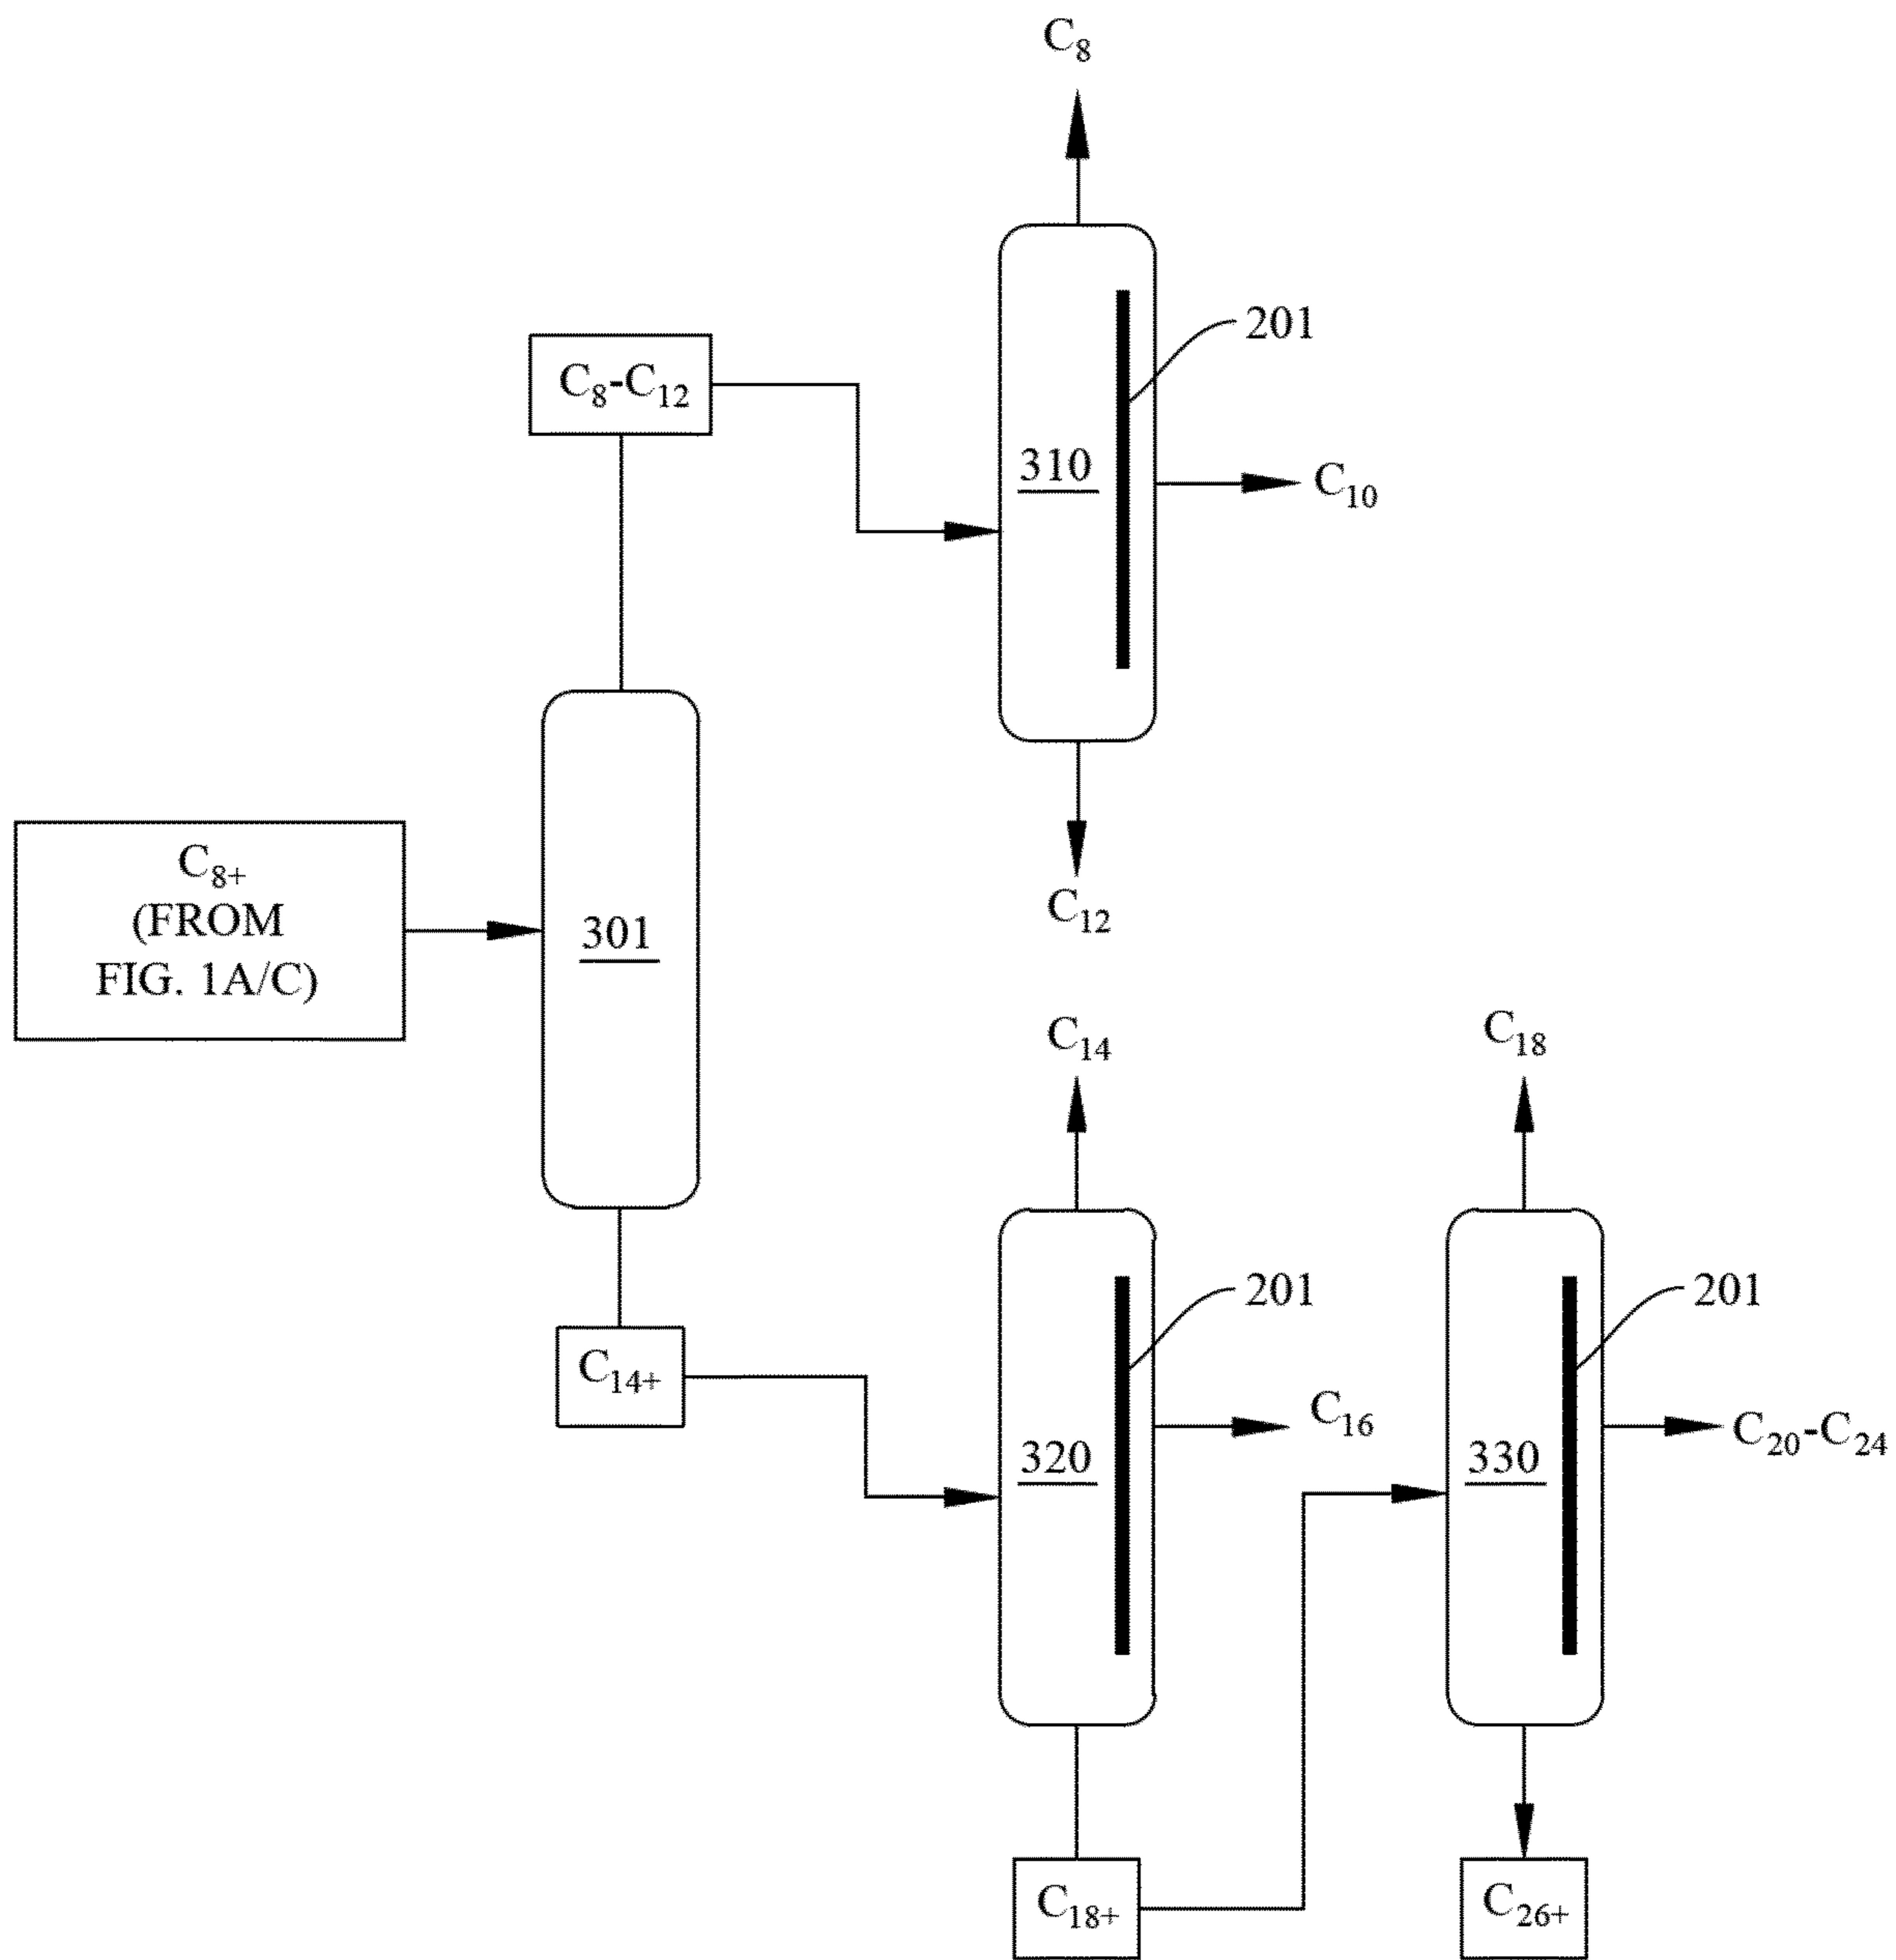 C₈
201
C₈-C₁₂
310
C₁₀
C₁₂
C₈₊
(FROM
FIG. 1A/C)
301
C₁₄
C₁₈
201
201
C₁₄₊
C₁₆
C₂₀-C₂₄
320
330
C₁₈₊
C₂₆₊